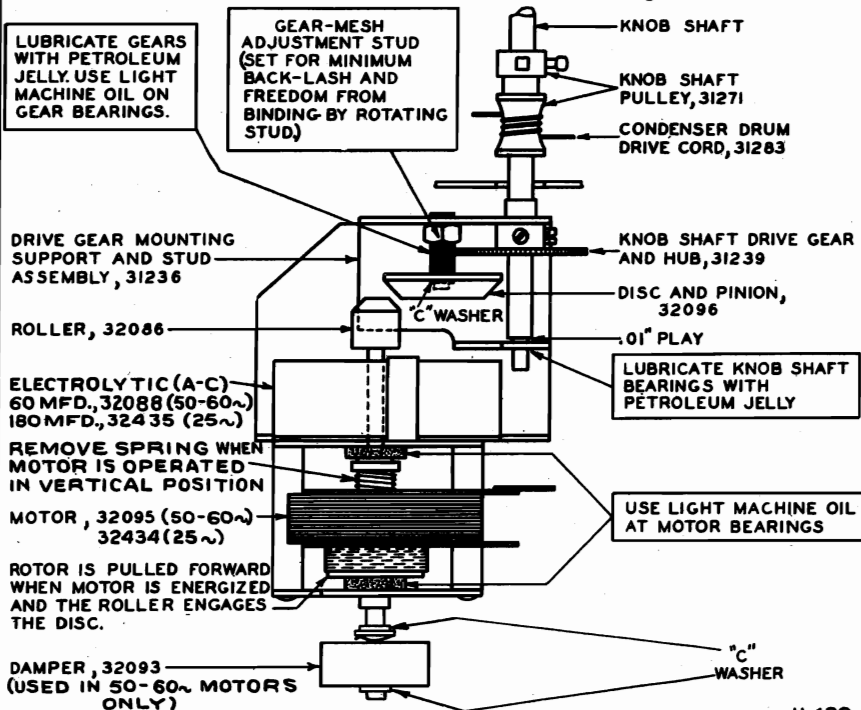 LUBRICATE GEARS
WITH PETROLEUM
JELLY. USE LIGHT
MACHINE OIL ON
GEAR BEARINGS.
GEAR-MESH
ADJUSTMENT STUD
(SET FOR MINIMUM
BACK-LASH AND
FREEDOM FROM
BINDING BY ROTATING
STUD.)
KNOB SHAFT
KNOB SHAFT
PULLEY, 31271
CONDENSER DRUM
DRIVE CORD, 31283
DRIVE GEAR MOUNTING
SUPPORT AND STUD
ASSEMBLY, 31236
KNOB SHAFT DRIVE GEAR
AND HUB, 31239
"C" WASHER
DISC AND PINION,
32096
ROLLER, 32086
.01" PLAY
LUBRICATE KNOB SHAFT
BEARINGS WITH
PETROLEUM JELLY
ELECTROLYTIC (A-C)
60 MFD., 32088 (50-60~)
180 MFD., 32435 (25~)
REMOVE SPRING WHEN
MOTOR IS OPERATED
IN VERTICAL POSITION
MOTOR, 32095 (50-60~)
32434 (25~)
USE LIGHT MACHINE OIL
AT MOTOR BEARINGS
ROTOR IS PULLED FORWARD
WHEN MOTOR IS ENERGIZED
AND THE ROLLER ENGAGES
THE DISC.
DAMPER, 32093
(USED IN 50-60~ MOTORS
ONLY)
"C"
WASHER